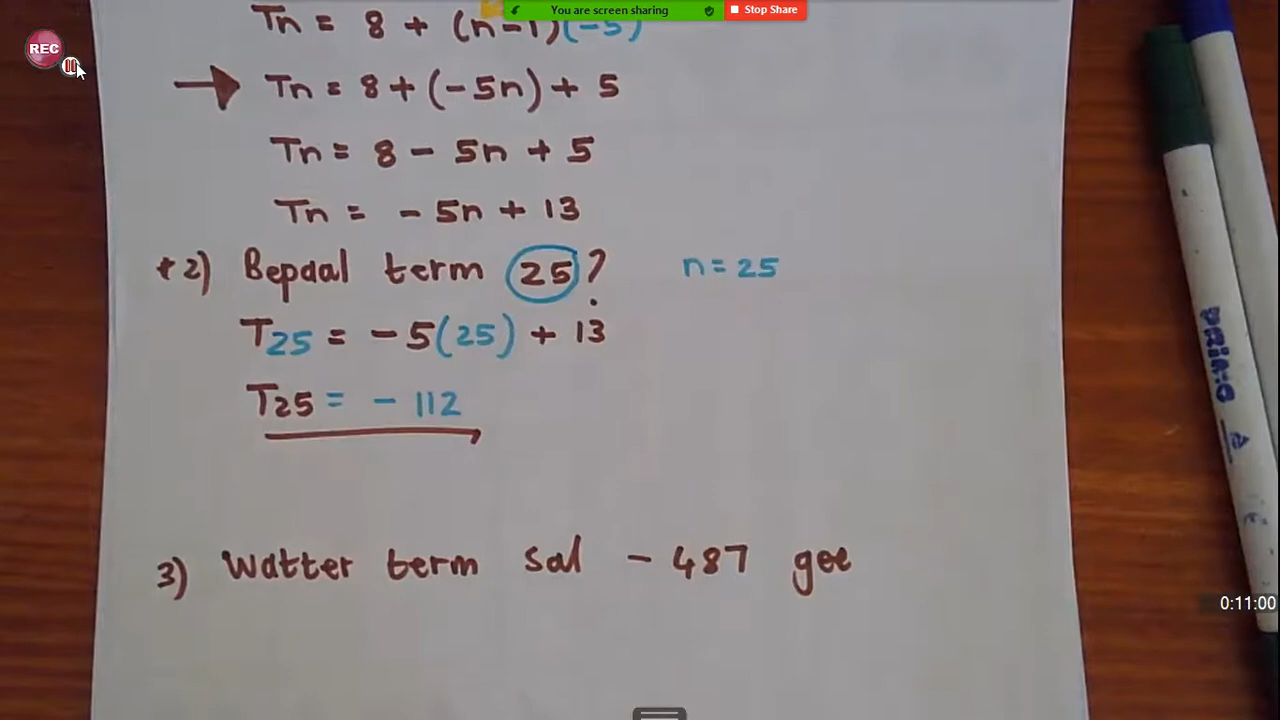 You are screen sharing
Stop Share
REC
Tn = 8 + (n-1)(-5)
Tn = 8 + (-5n) + 5
Tn = 8 - 5n + 5
Tn = - 5n + 13
*2) Bepaal term 25? n = 25
T25 = -5(25) + 13
T25 = - 112
3) Watter term sal - 487 gee
0:11:00